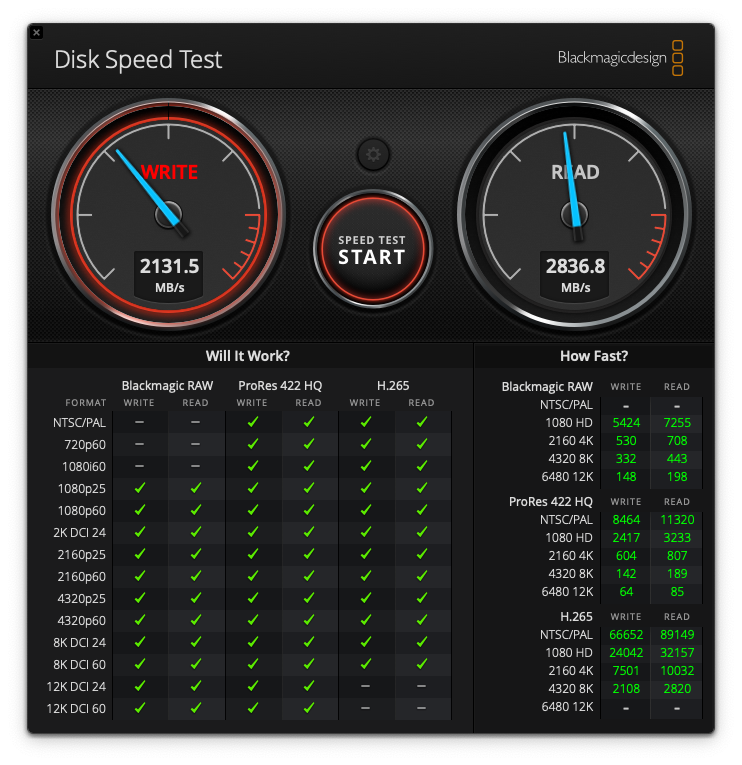 Disk Speed Test
Blackmagicdesign
WRITE
READ
SPEED TEST
START
2131.5
MB/s
2836.8
MB/s
Will It Work?
Blackmagic RAW ProRes 422 HQ H.265
FORMAT WRITE READ WRITE READ WRITE READ
NTSC/PAL – – ✓ ✓ ✓ ✓
720p60 – – ✓ ✓ ✓ ✓
1080i60 – – ✓ ✓ ✓ ✓
1080p25 ✓ ✓ ✓ ✓ ✓ ✓
1080p60 ✓ ✓ ✓ ✓ ✓ ✓
2K DCI 24 ✓ ✓ ✓ ✓ ✓ ✓
2160p25 ✓ ✓ ✓ ✓ ✓ ✓
2160p60 ✓ ✓ ✓ ✓ ✓ ✓
4320p25 ✓ ✓ ✓ ✓ ✓ ✓
4320p60 ✓ ✓ ✓ ✓ ✓ ✓
8K DCI 24 ✓ ✓ ✓ ✓ ✓ ✓
8K DCI 60 ✓ ✓ ✓ ✓ ✓ ✓
12K DCI 24 ✓ ✓ ✓ ✓ – –
12K DCI 60 ✓ ✓ ✓ ✓ – –
How Fast?
Blackmagic RAW WRITE READ
NTSC/PAL – –
1080 HD 5424 7255
2160 4K 530 708
4320 8K 332 443
6480 12K 148 198
ProRes 422 HQ WRITE READ
NTSC/PAL 8464 11320
1080 HD 2417 3233
2160 4K 604 807
4320 8K 142 189
6480 12K 64 85
H.265 WRITE READ
NTSC/PAL 66652 89149
1080 HD 24042 32157
2160 4K 7501 10032
4320 8K 2108 2820
6480 12K – –